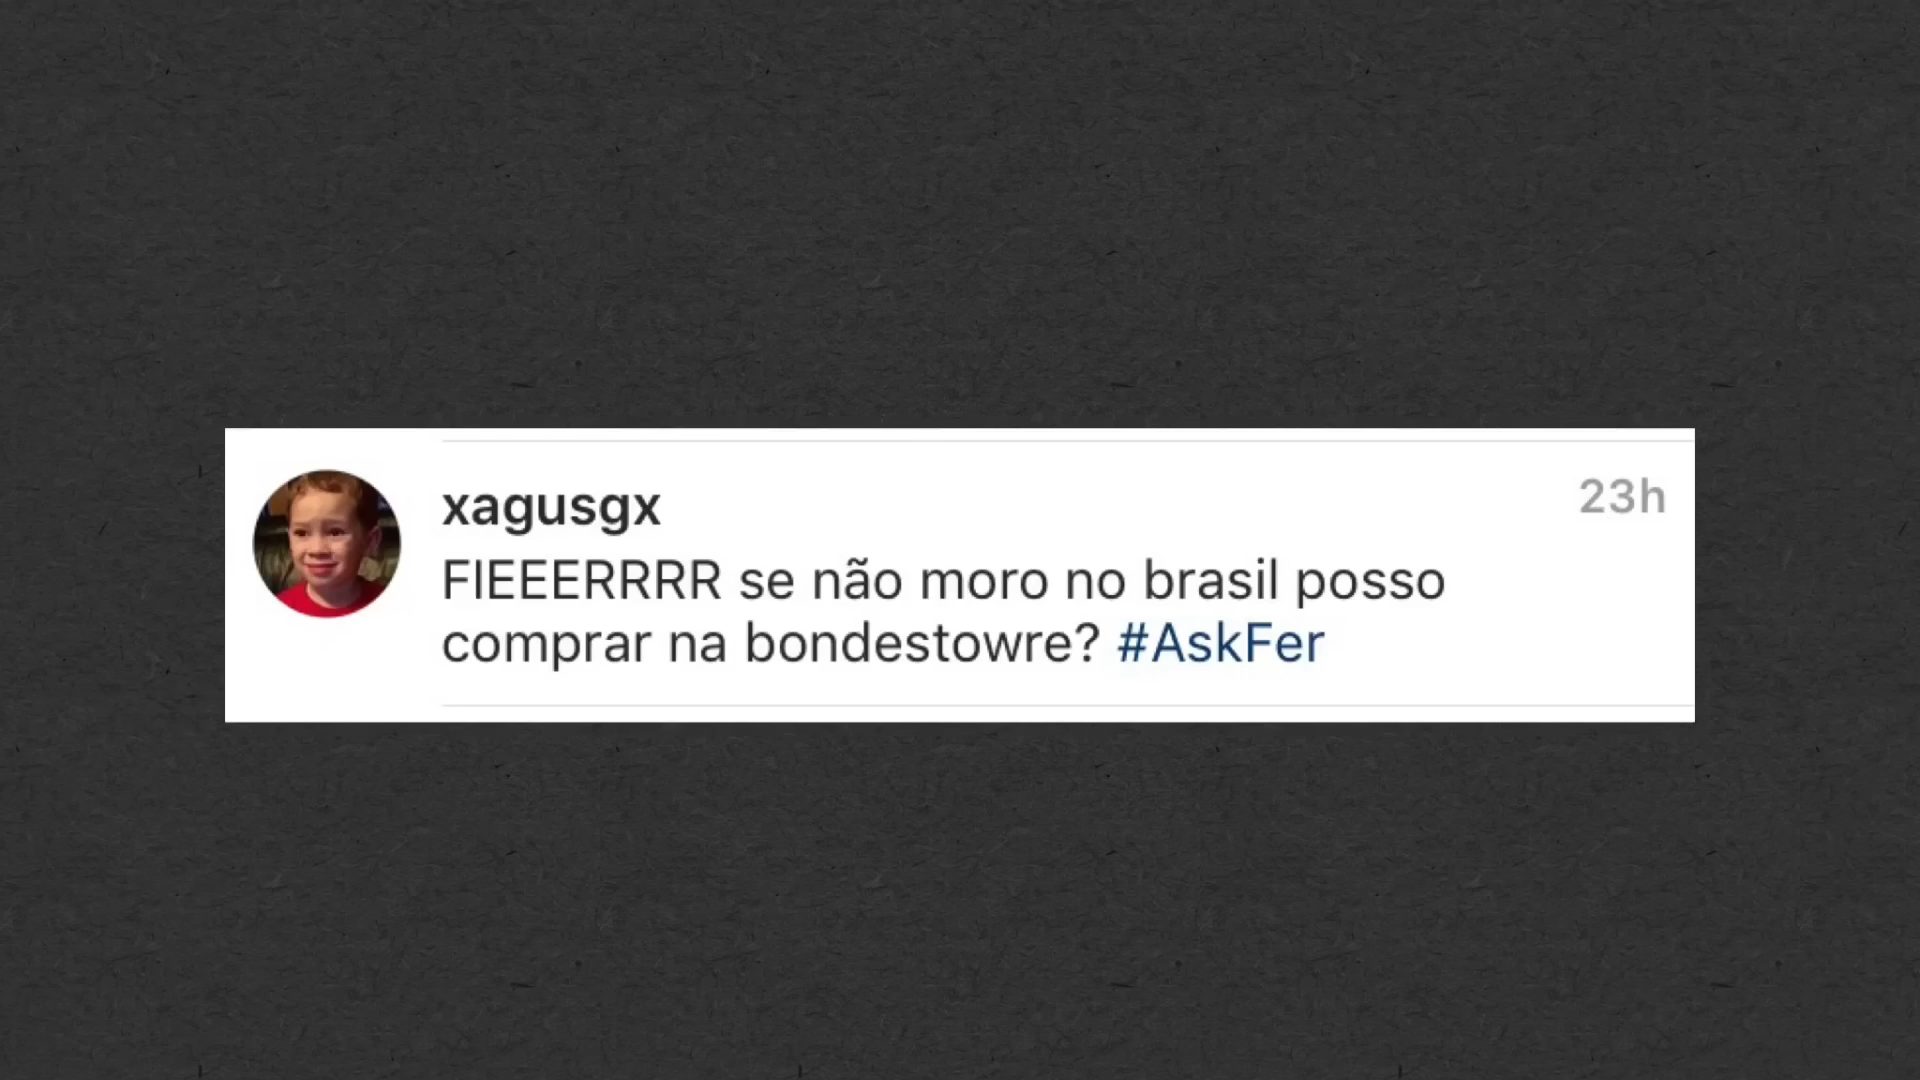 xagusgx
23h
FIEEERRRR se não moro no brasil posso
comprar na bondestowre? #AskFer